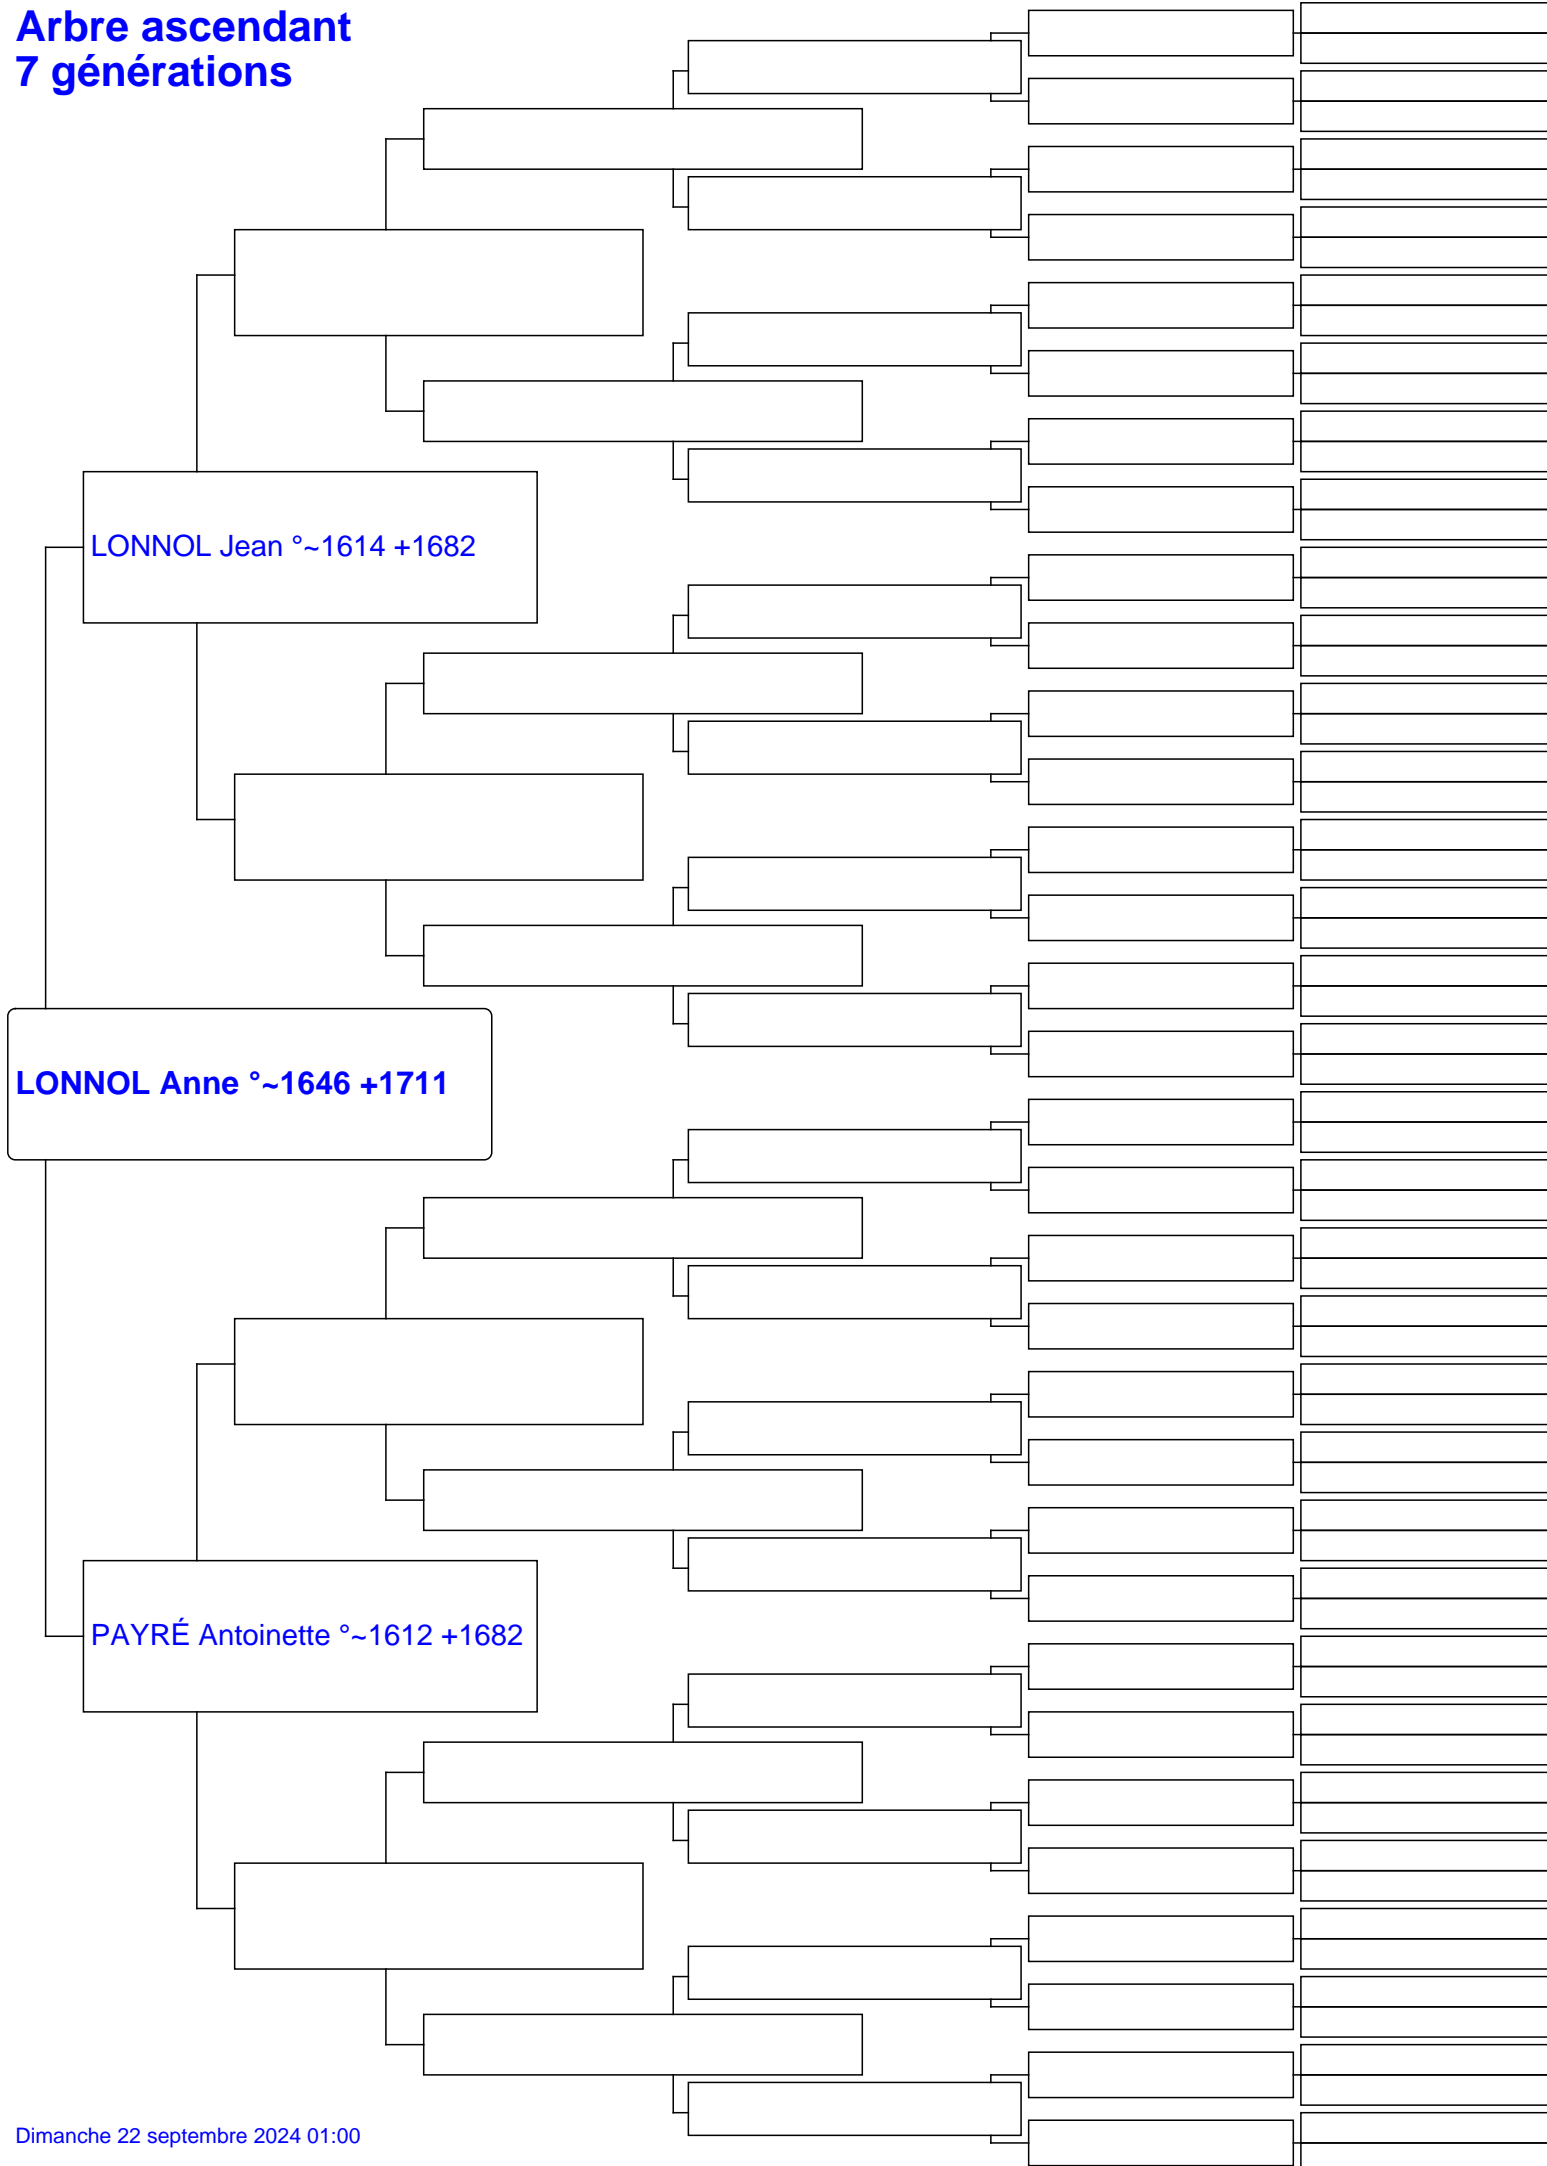 Arbre ascendant
7 générations
LONNOL Jean °~1614 +1682
LONNOL Anne °~1646 +1711
PAYRÉ Antoinette °~1612 +1682
Dimanche 22 septembre 2024 01:00